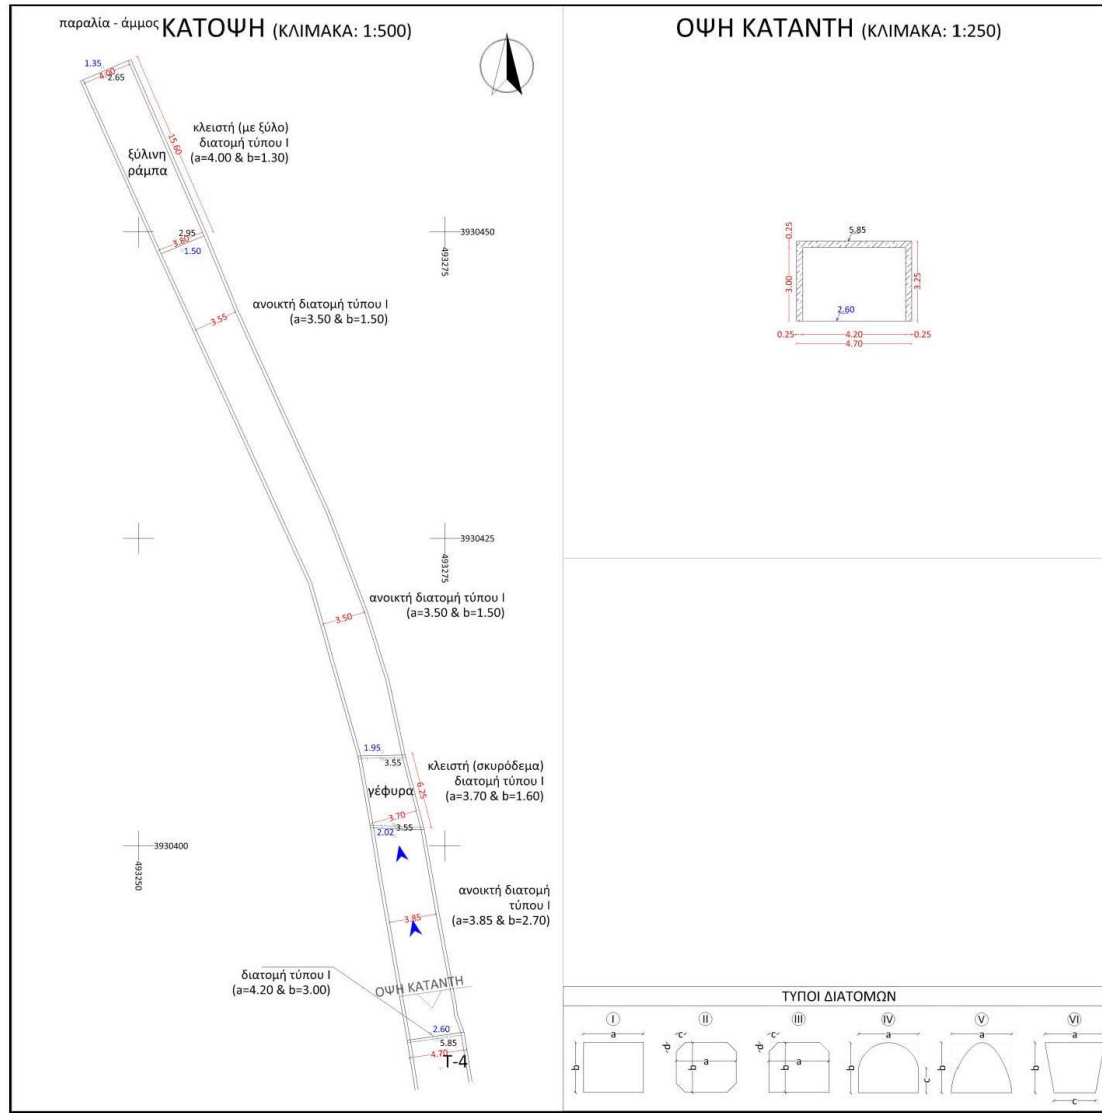 παραλία - άμμος ΚΑΤΟΨΗ (ΚΛΙΜΑΚΑ: 1:500)
1.35
4.00
2.65
15.60
κλειστή (με ξύλο)
διατομή τύπου Ι
(a=4.00 & b=1.30)
ξύλινη
ράμπα
2.95
3.80
1.50
3930450
493275
ανοικτή διατομή τύπου Ι
(a=3.50 & b=1.50)
3.55
3930425
493275
ανοικτή διατομή τύπου Ι
(a=3.50 & b=1.50)
3.50
1.95
3.55
κλειστή (σκυρόδεμα)
διατομή τύπου Ι
(a=3.70 & b=1.60)
6.25
γέφυρα
3.70
3.55
2.02
3930400
493250
ανοικτή διατομή
τύπου Ι
(a=3.85 & b=2.70)
3.85
διατομή τύπου Ι
(a=4.20 & b=3.00)
ΟΨΗ ΚΑΤΑΝΤΗ
2.60
5.85
4.70
Τ-4
ΟΨΗ ΚΑΤΑΝΤΗ (ΚΛΙΜΑΚΑ: 1:250)
0.25
5.85
3.00
3.25
2.60
0.25 4.20 0.25
4.70
ΤΥΠΟΙ ΔΙΑΤΟΜΩΝ
I II III IV V VI
a c c a a a
b d b a d b a b c b b c